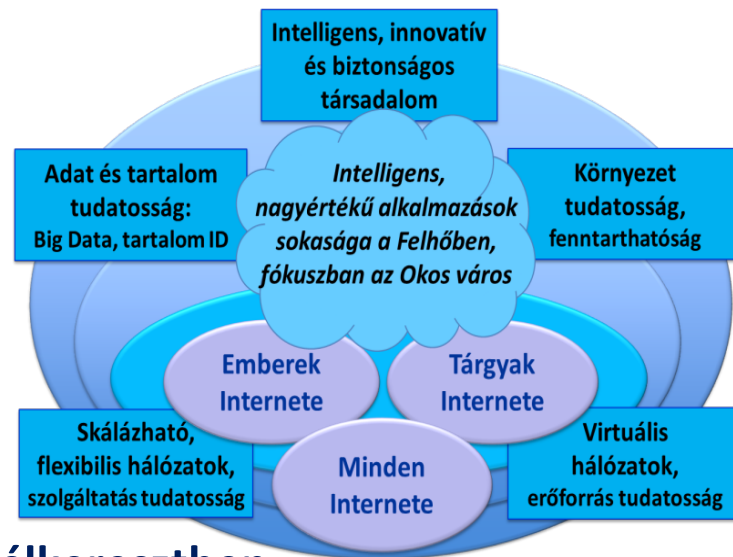 Intelligens, innovatív
és biztonságos
társadalom
Adat és tartalom
tudatosság:
Big Data, tartalom ID
Intelligens,
nagyértékű alkalmazások
sokasága a Felhőben,
fókuszban az Okos város
Környezet
tudatosság,
fenntarthatóság
Emberek
Internete
Tárgyak
Internete
Skálázható,
flexibilis hálózatok,
szolgáltatás tudatosság
Minden
Internete
Virtuális
hálózatok,
erőforrás tudatosság